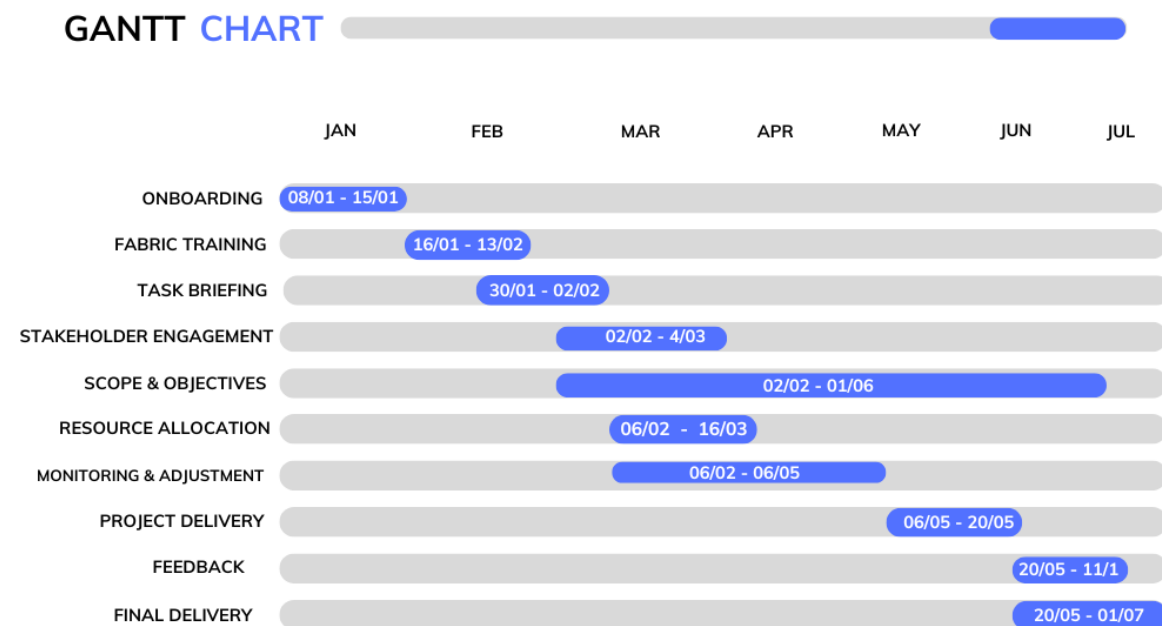 GANTT CHART
JAN FEB MAR APR MAY JUN JUL
ONBOARDING 08/01 - 15/01
FABRIC TRAINING 16/01 - 13/02
TASK BRIEFING 30/01 - 02/02
STAKEHOLDER ENGAGEMENT 02/02 - 4/03
SCOPE & OBJECTIVES 02/02 - 01/06
RESOURCE ALLOCATION 06/02 - 16/03
MONITORING & ADJUSTMENT 06/02 - 06/05
PROJECT DELIVERY 06/05 - 20/05
FEEDBACK 20/05 - 11/1
FINAL DELIVERY 20/05 - 01/07